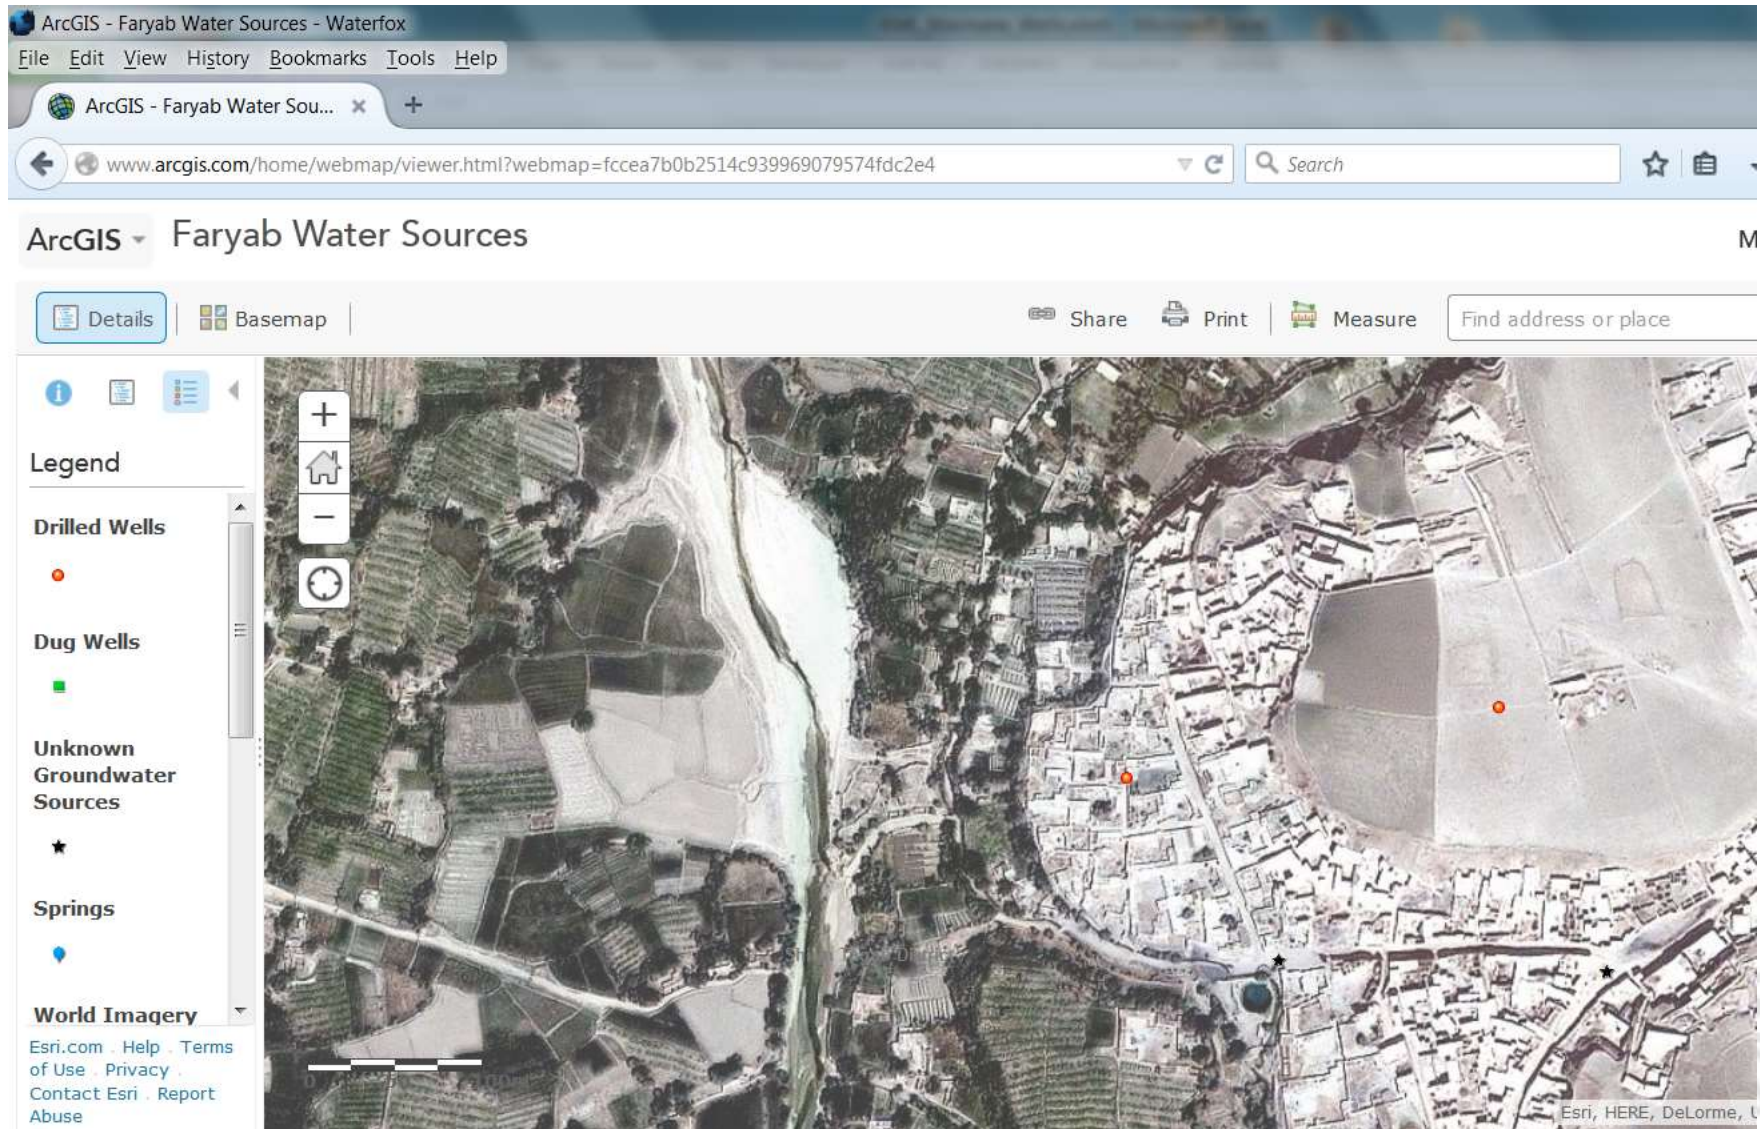 ArcGIS - Faryab Water Sources - Waterfox
File Edit View History Bookmarks Tools Help
ArcGIS - Faryab Water Sou...
www.arcgis.com/home/webmap/viewer.html?webmap=fccea7b0b2514c939969079574fdc2e4
Search
ArcGIS
Faryab Water Sources
M
Details
Basemap
Share
Print
Measure
Find address or place
Legend
Drilled Wells
Dug Wells
Unknown
Groundwater
Sources
Springs
World Imagery
Esri.com . Help . Terms
of Use . Privacy .
Contact Esri . Report
Abuse
Esri, HERE, DeLorme, U